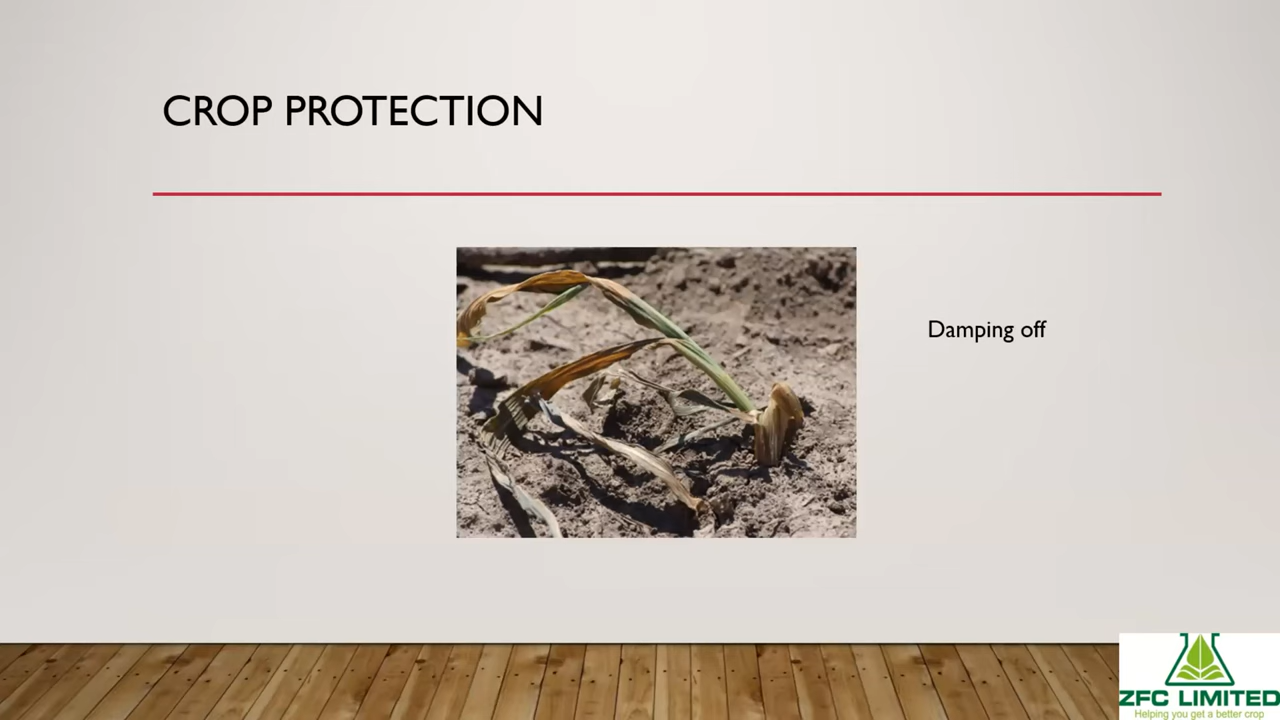 CROP PROTECTION
Damping off
ZFC LIMITED
Helping you get a better crop